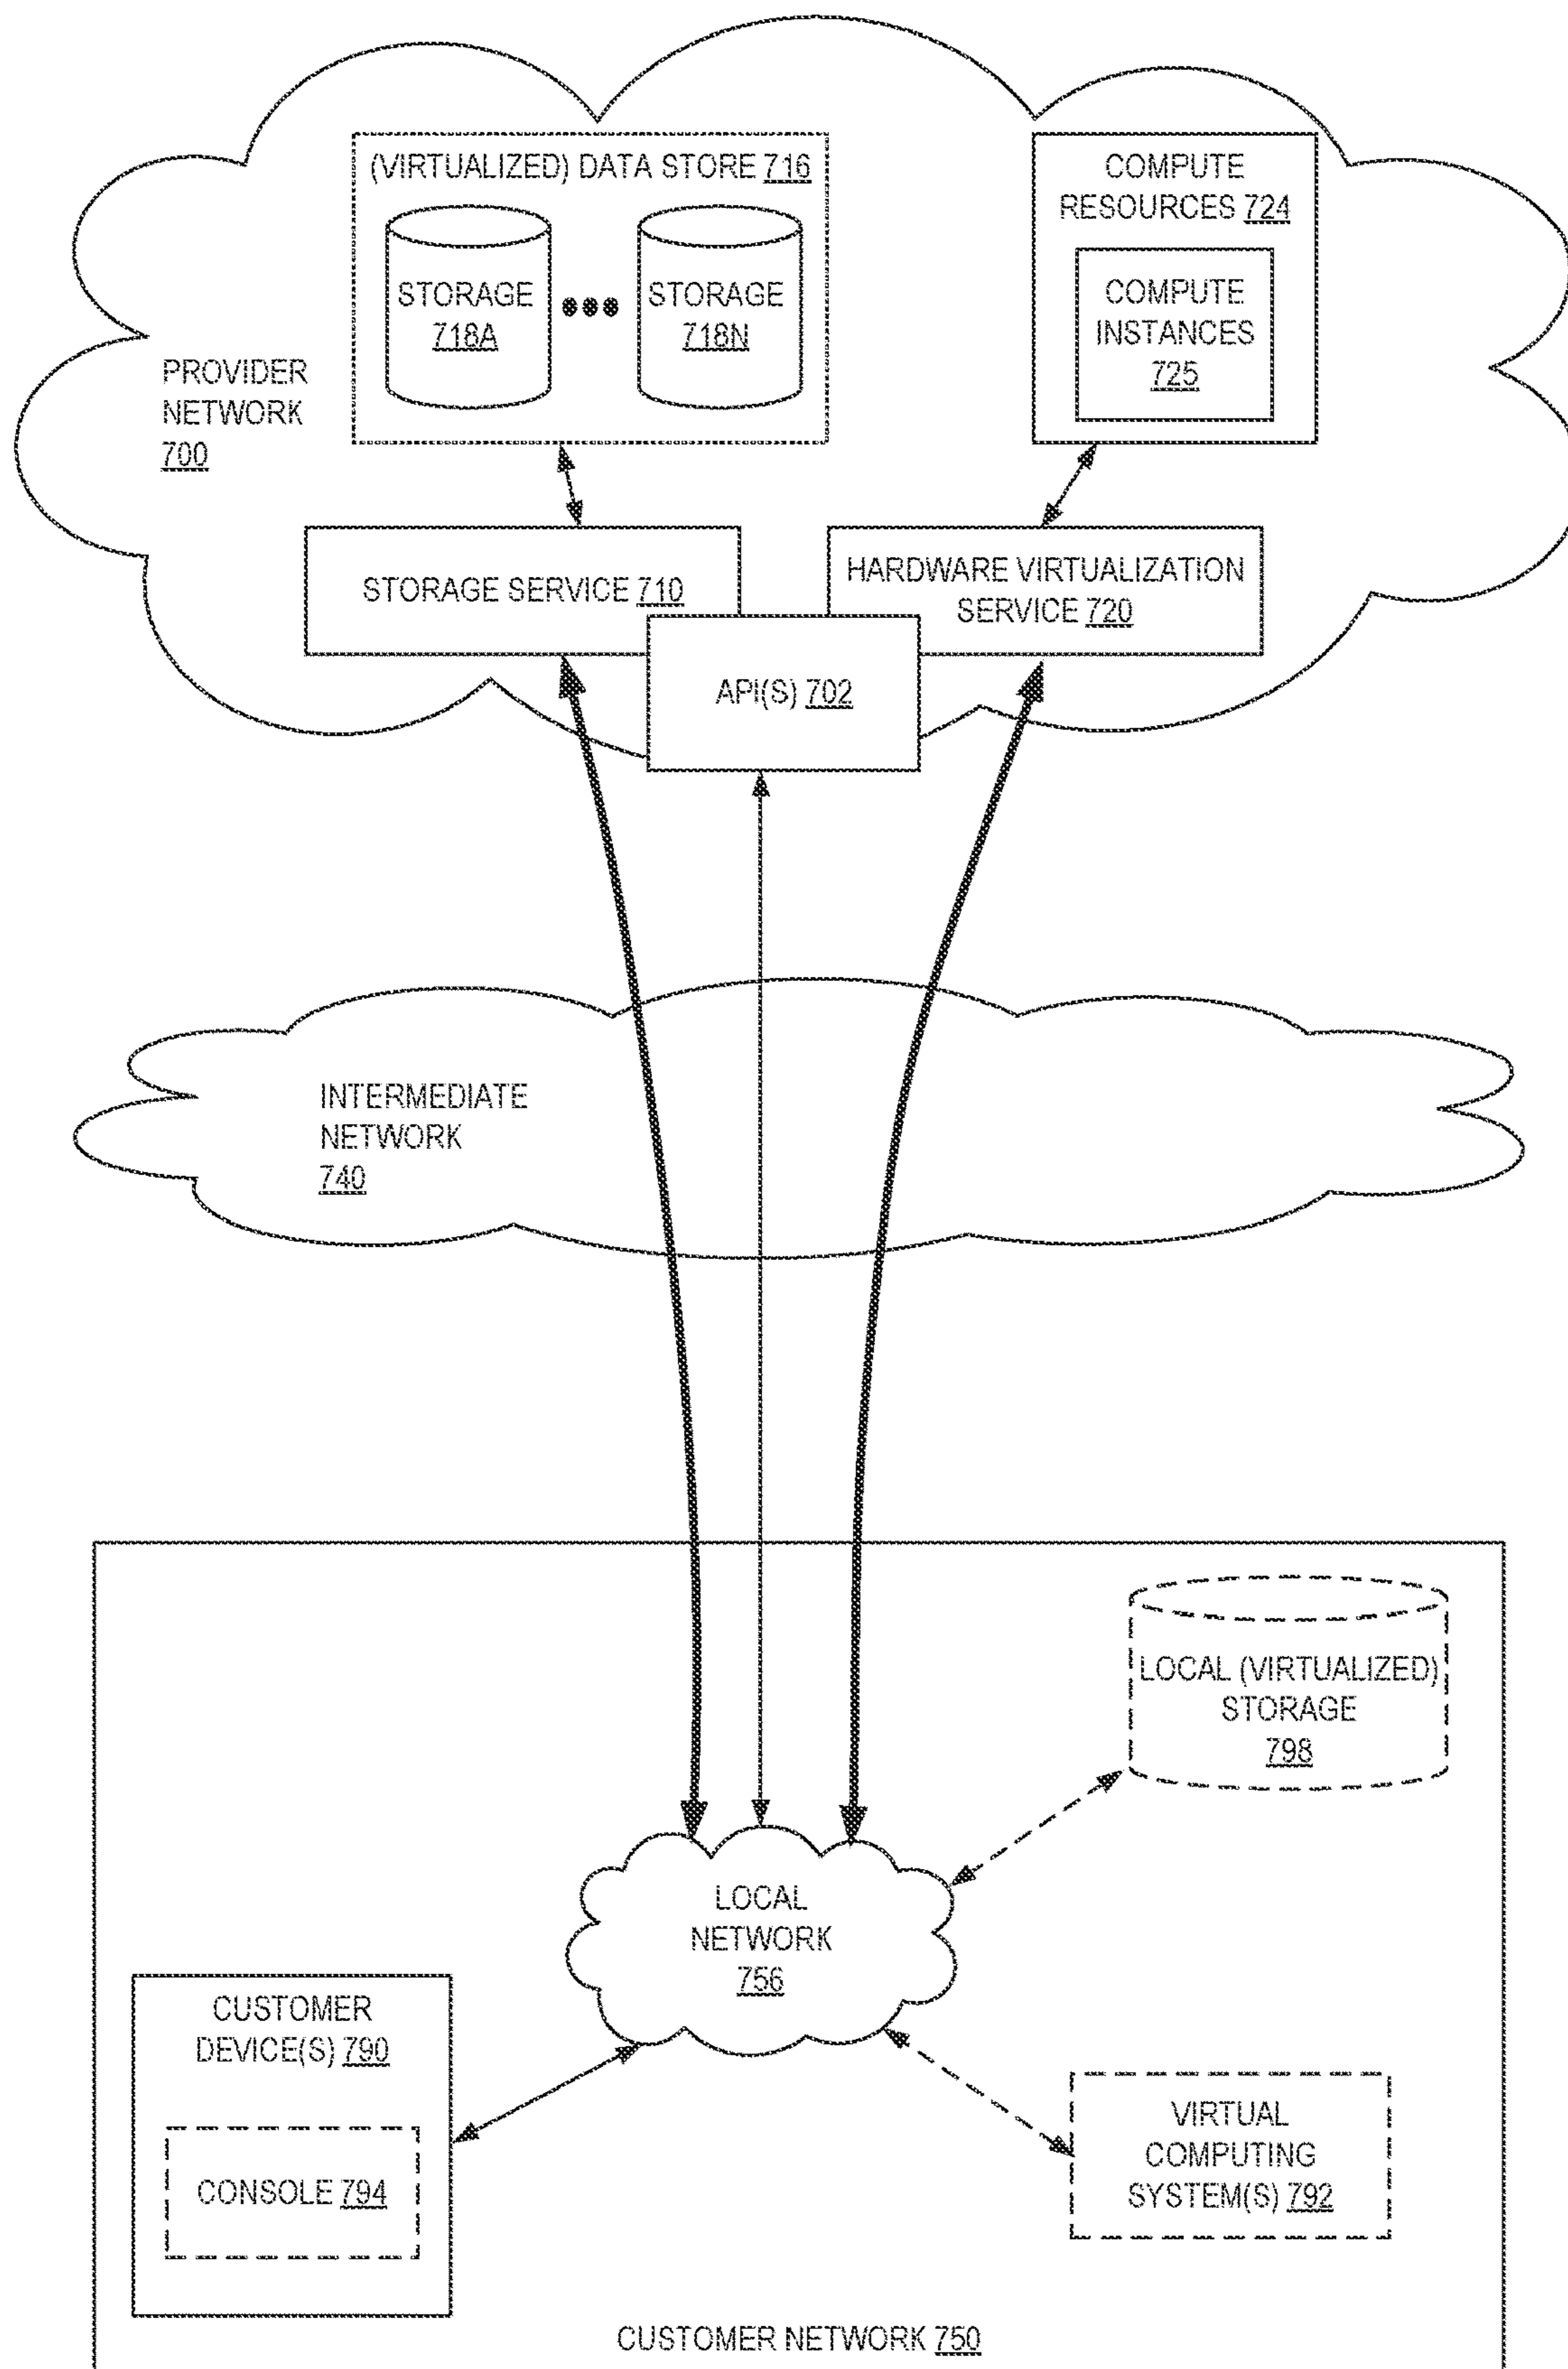 (VIRTUALIZED) DATA STORE 716
STORAGE
718A
STORAGE
718N
COMPUTE
RESOURCES 724
COMPUTE
INSTANCES
725
PROVIDER
NETWORK
700
STORAGE SERVICE 710
HARDWARE VIRTUALIZATION
SERVICE 720
API(S) 702
INTERMEDIATE
NETWORK
740
LOCAL (VIRTUALIZED)
STORAGE
798
LOCAL
NETWORK
756
CUSTOMER
DEVICE(S) 790
CONSOLE 794
VIRTUAL
COMPUTING
SYSTEM(S) 792
CUSTOMER NETWORK 750